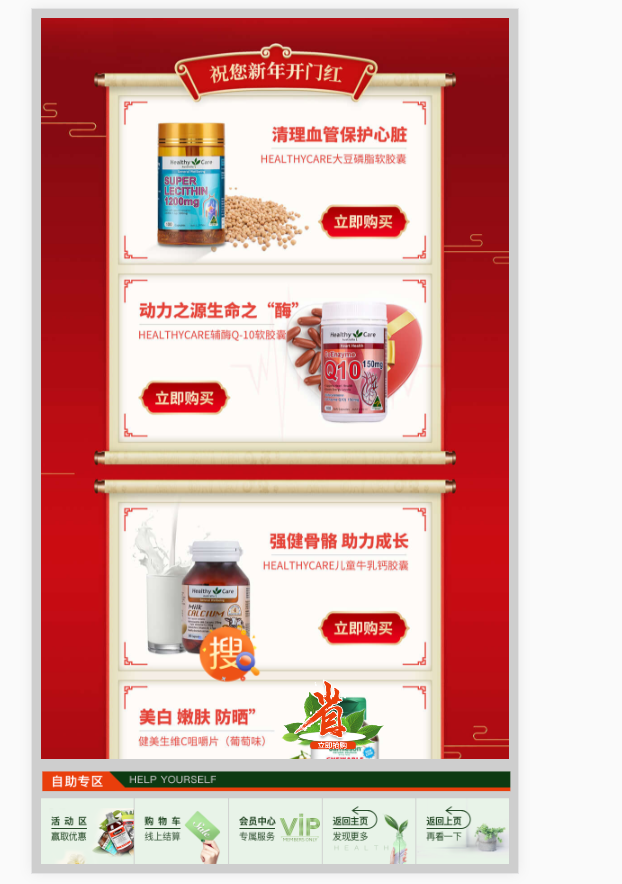 祝您新年开门红
清理血管保护心脏
HEALTHYCARE大豆磷脂软胶囊
立即购买
Healthy Care
SUPER
LECITHIN
1200mg
动力之源生命之“酶”
HEALTHYCARE辅酶Q-10软胶囊
立即购买
Healthy Care
Q10 150mg
强健骨骼 助力成长
HEALTHYCARE儿童牛乳钙胶囊
立即购买
Healthy Care
Milk
CALCIUM
搜
美白 嫩肤 防晒”
健美生维C咀嚼片（葡萄味）
省
立即抢购
自助专区 HELP YOURSELF
活 动 区
赢取优惠
购 物 车
线上结算
Sale
会员中心
专属服务
VIP
MEMBERS ONLY
返回主页
发现更多
HEALTH
返回上页
再看一下